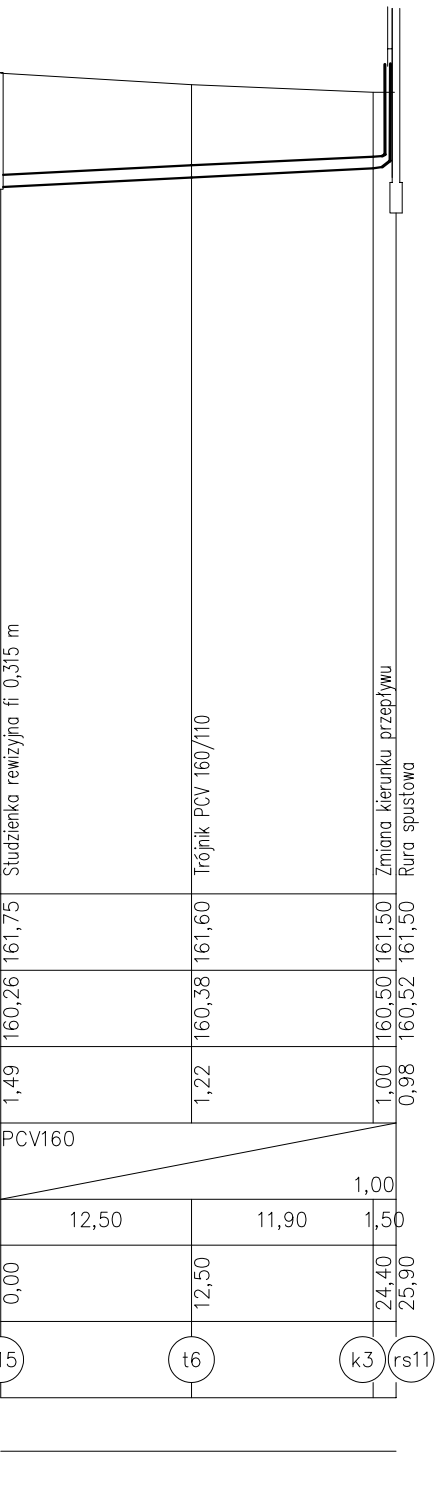 Studzienka rewizyjna fi 0,315 m
Trójnik PCV 160/110
Zmiana kierunku przepływu
Rura spustowa
161,75 161,60 161,50 161,50
160,26 160,38 160,50 160,52
1,49 1,22 1,00 0,98
PCV160
1,00
12,50 11,90 1,50
0,00 12,50 24,40 25,90
15 t6 k3 rs11